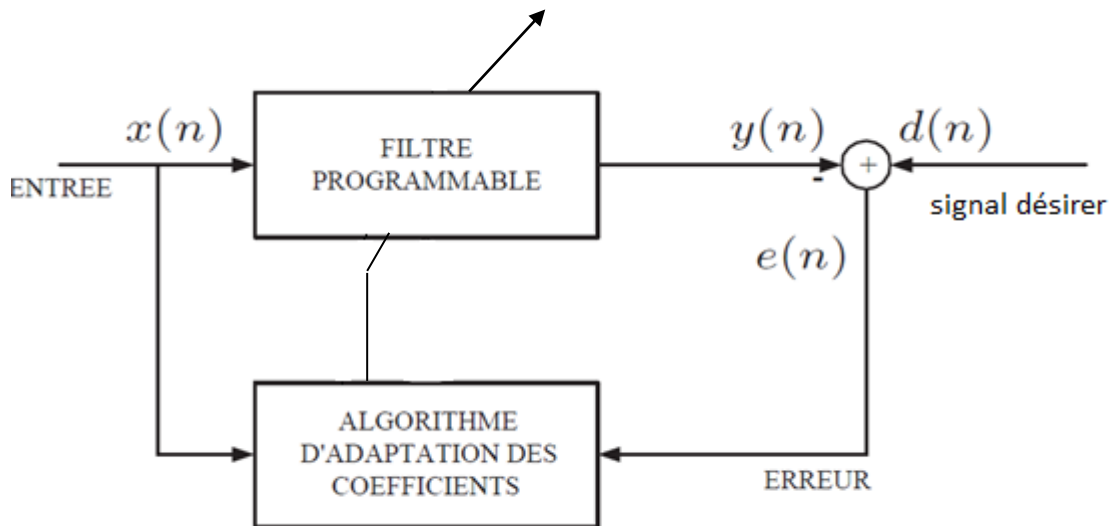 x(n)
FILTRE
PROGRAMMABLE
y(n)
+
d(n)
ENTREE
-
signal désirer
e(n)
ALGORITHME
D'ADAPTATION DES
COEFFICIENTS
ERREUR